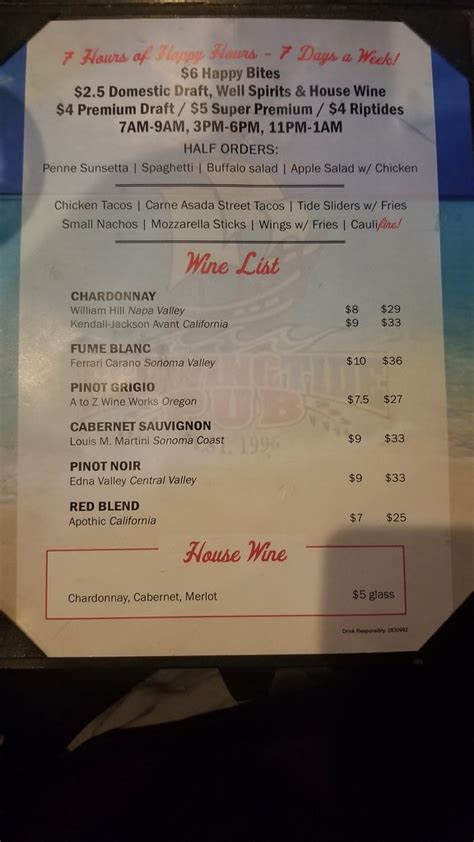 7 Hours of Happy Hours - 7 Days a Week!
$6 Happy Bites
$2.5 Domestic Draft, Well Spirits & House Wine
$4 Premium Draft / $5 Super Premium / $4 Riptides
7AM-9AM, 3PM-6PM, 11PM-1AM
HALF ORDERS:
Penne Sunsetta | Spaghetti | Buffalo salad | Apple Salad w/ Chicken
Chicken Tacos | Carne Asada Street Tacos | Tide Sliders w/ Fries
Small Nachos | Mozzarella Sticks | Wings w/ Fries | Caulifire!
Wine List
CHARDONNAY
William Hill Napa Valley $8 $29
Kendall-Jackson Avant California $9 $33
FUME BLANC
Ferrari Carano Sonoma Valley $10 $36
PINOT GRIGIO
A to Z Wine Works Oregon $7.5 $27
PUB
CABERNET SAUVIGNON
Louis M. Martini Sonoma Coast $9 $33
EST. 1996
PINOT NOIR
Edna Valley Central Valley $9 $33
RED BLEND
Apothic California $7 $25
House Wine
Chardonnay, Cabernet, Merlot $5 glass
Drink Responsibly. 2830992